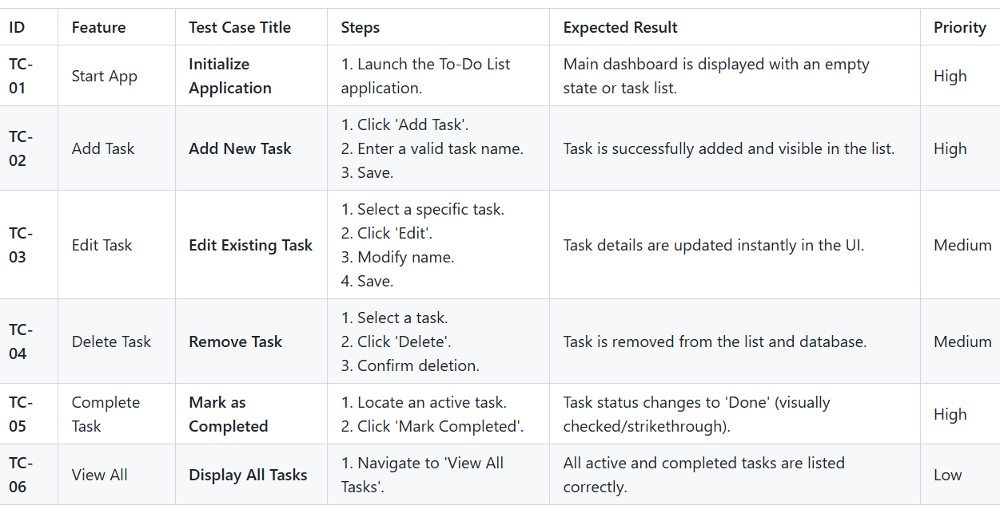 ID Feature Test Case Title Steps Expected Result Priority
TC-
01
Start App
Initialize
Application
1. Launch the To-Do List
application.
Main dashboard is displayed with an empty
state or task list.
High
TC-
02
Add Task
Add New Task
1. Click 'Add Task'.
2. Enter a valid task name.
3. Save.
Task is successfully added and visible in the list.
High
TC-
03
Edit Task
Edit Existing Task
1. Select a specific task.
2. Click 'Edit'.
3. Modify name.
4. Save.
Task details are updated instantly in the UI.
Medium
TC-
04
Delete Task
Remove Task
1. Select a task.
2. Click 'Delete'.
3. Confirm deletion.
Task is removed from the list and database.
Medium
TC-
05
Complete
Task
Mark as
Completed
1. Locate an active task.
2. Click 'Mark Completed'.
Task status changes to 'Done' (visually
checked/strikethrough).
High
TC-
06
View All
Display All Tasks
1. Navigate to 'View All
Tasks'.
All active and completed tasks are listed
correctly.
Low